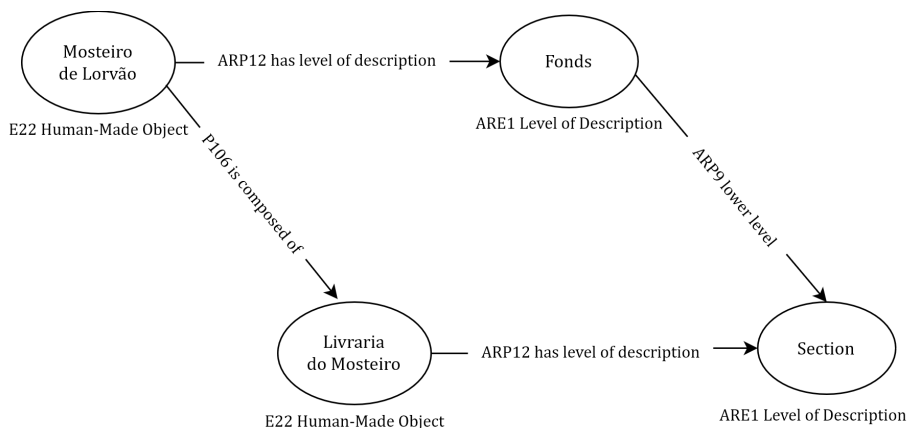 Mosteiro
de Lorvão
ARP12 has level of description
Fonds
E22 Human-Made Object
ARE1 Level of Description
P106 is composed of
ARP9 lower level
Livraria
do Mosteiro
ARP12 has level of description
Section
E22 Human-Made Object
ARE1 Level of Description